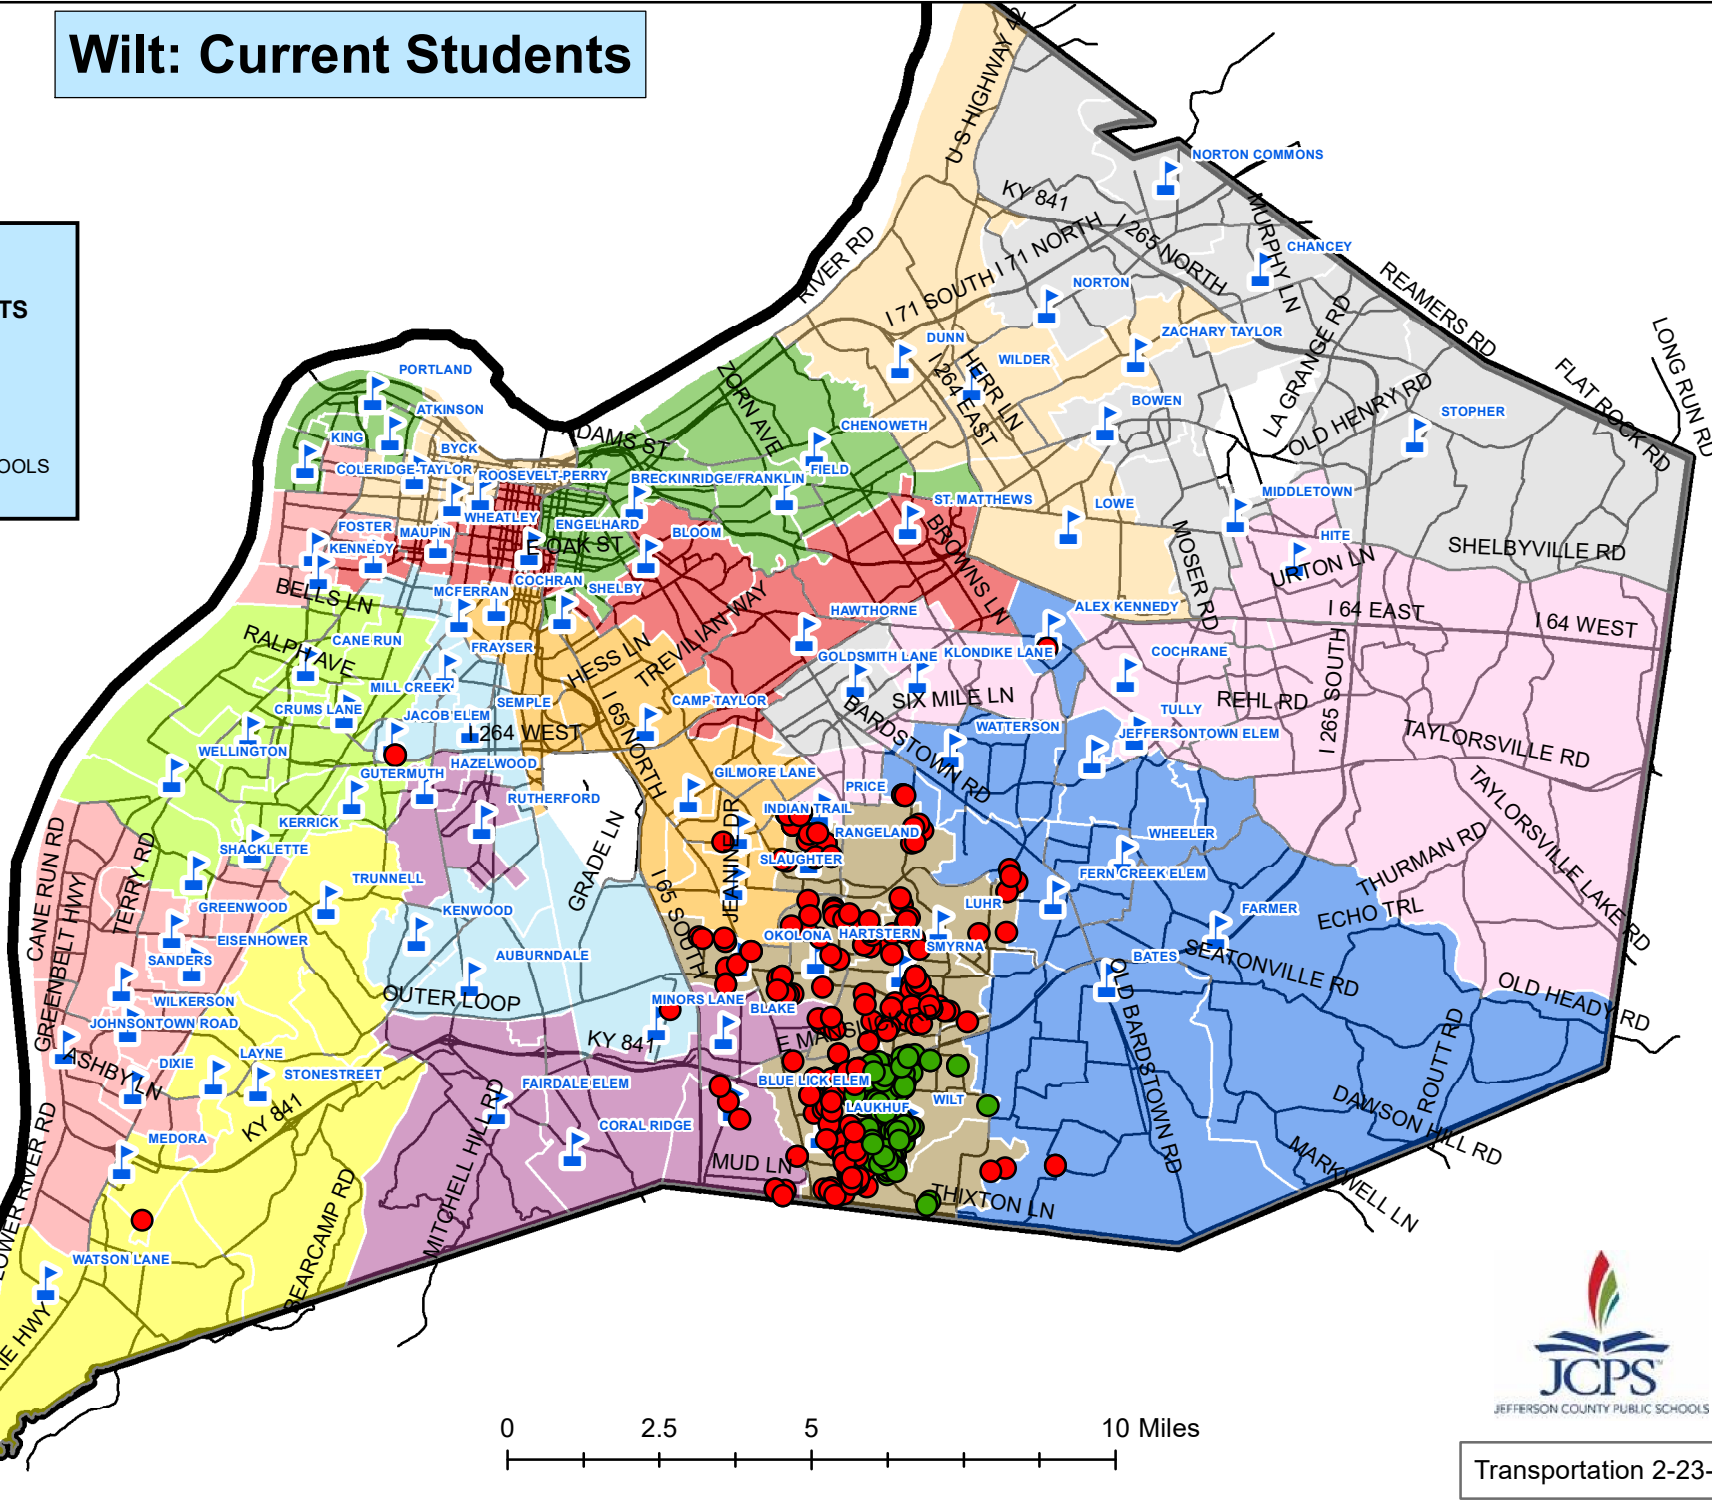 Wilt: Current Students
TS
OOLS
U S HIGHWAY 42
NORTON COMMONS
KY 841
MURPHY LN
I 265 NORTH
I 71 NORTH
CHANCEY
RIVER RD
REAMERS RD
I 71 SOUTH
NORTON
LA GRANGE RD
LONG RUN RD
ZACHARY TAYLOR
DUNN
WILDER
HERR LN
I 264 EAST
FLAT ROCK RD
PORTLAND
ZORN AVE
OLD HENRY RD
BOWEN
STOPHER
ATKINSON
CHENOWETH
KING
ADAMS ST
BYCK
COLERIDGE-TAYLOR
ROOSEVELT-PERRY
BRECKINRIDGE/FRANKLIN
FIELD
MIDDLETOWN
ST. MATTHEWS
LOWE
WHEATLEY
FOSTER
MAUPIN
ENGELHARD
BLOOM
BROWNS LN
MOSER RD
HITE
KENNEDY
E OAK ST
SHELBYVILLE RD
URTON LN
COCHRAN
BELLS LN
MCFERRAN
SHELBY
TREVILIAN WAY
HAWTHORNE
ALEX KENNEDY
I 64 EAST
I 64 WEST
RALPH AVE
CANE RUN
FRAYSER
HESS LN
GOLDSMITH LANE
KLONDIKE LANE
COCHRANE
MILL CREEK
SEMPLE
CAMP TAYLOR
SIX MILE LN
REHL RD
I 265 SOUTH
CRUMS LANE
JACOB ELEM
I 65 NORTH
BARDSTOWN RD
WATTERSON
TULLY
I 264 WEST
JEFFERSONTOWN ELEM
TAYLORSVILLE RD
WELLINGTON
HAZELWOOD
GUTERMUTH
GILMORE LANE
PRICE
RUTHERFORD
INDIAN TRAIL
TAYLORSVILLE LAKE RD
KERRICK
RANGELAND
WHEELER
CANE RUN RD
SHACKLETTE
TERRY RD
GRADE LN
SLAUGHTER
FERN CREEK ELEM
THURMAN RD
TRUNNELL
JEANINE DR
I 65 SOUTH
GREENBELT HWY
GREENWOOD
KENWOOD
LUHR
FARMER
ECHO TRL
EISENHOWER
OKOLONA
HARTSTERN
SMYRNA
BATES
SEATONVILLE RD
SANDERS
AUBURNDALE
OUTER LOOP
MINORS LANE
BLAKE
OLD HEADY RD
WILKERSON
JOHNSONTOWN ROAD
KY 841
E MANSLICK RD
OLD BARDSTOWN RD
ROUTT RD
ASHBY LN
DIXIE
LAYNE
STONESTREET
FAIRDALE ELEM
BLUE LICK ELEM
WILT
LAUKHUF
DAWSON HILL RD
KY 841
CORAL RIDGE
MEDORA
MITCHELL HILL RD
MUD LN
MARKWELL LN
LOWER RIVER RD
BEARCAMP RD
THIXTON LN
WATSON LANE
IE HWY
JCPS
JEFFERSON COUNTY PUBLIC SCHOOLS
0 2.5 5 10 Miles
Transportation 2-23-